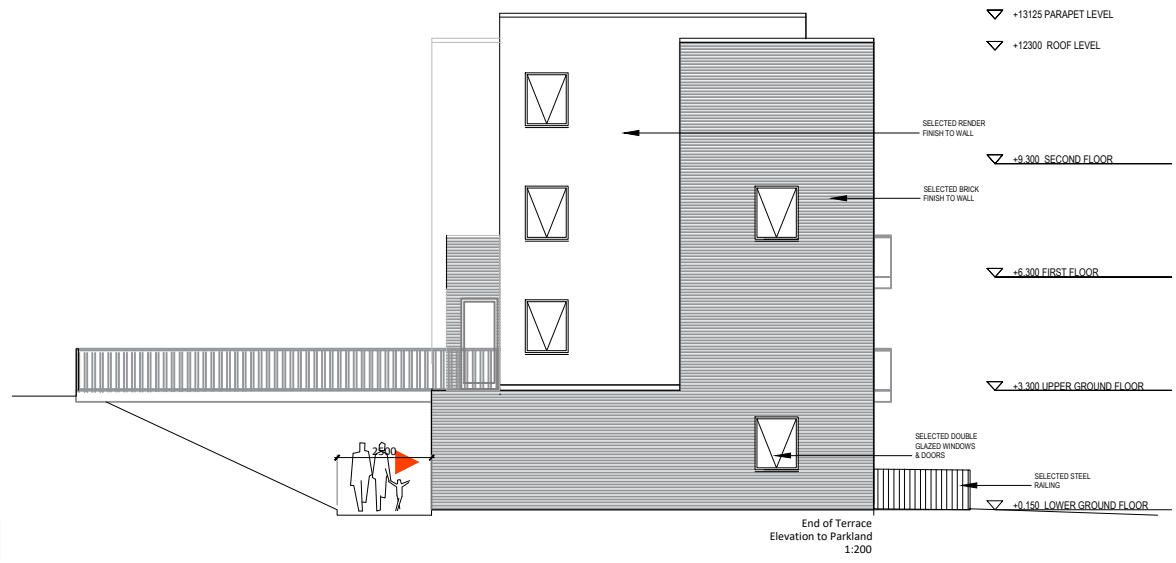 +13125 PARAPET LEVEL
+12300 ROOF LEVEL
SELECTED RENDER
FINISH TO WALL
+9.300 SECOND FLOOR
SELECTED BRICK
FINISH TO WALL
+6.300 FIRST FLOOR
+3.300 UPPER GROUND FLOOR
SELECTED DOUBLE
GLAZED WINDOWS
& DOORS
2500
SELECTED STEEL
RAILING
+0.150 LOWER GROUND FLOOR
End of Terrace
Elevation to Parkland
1:200